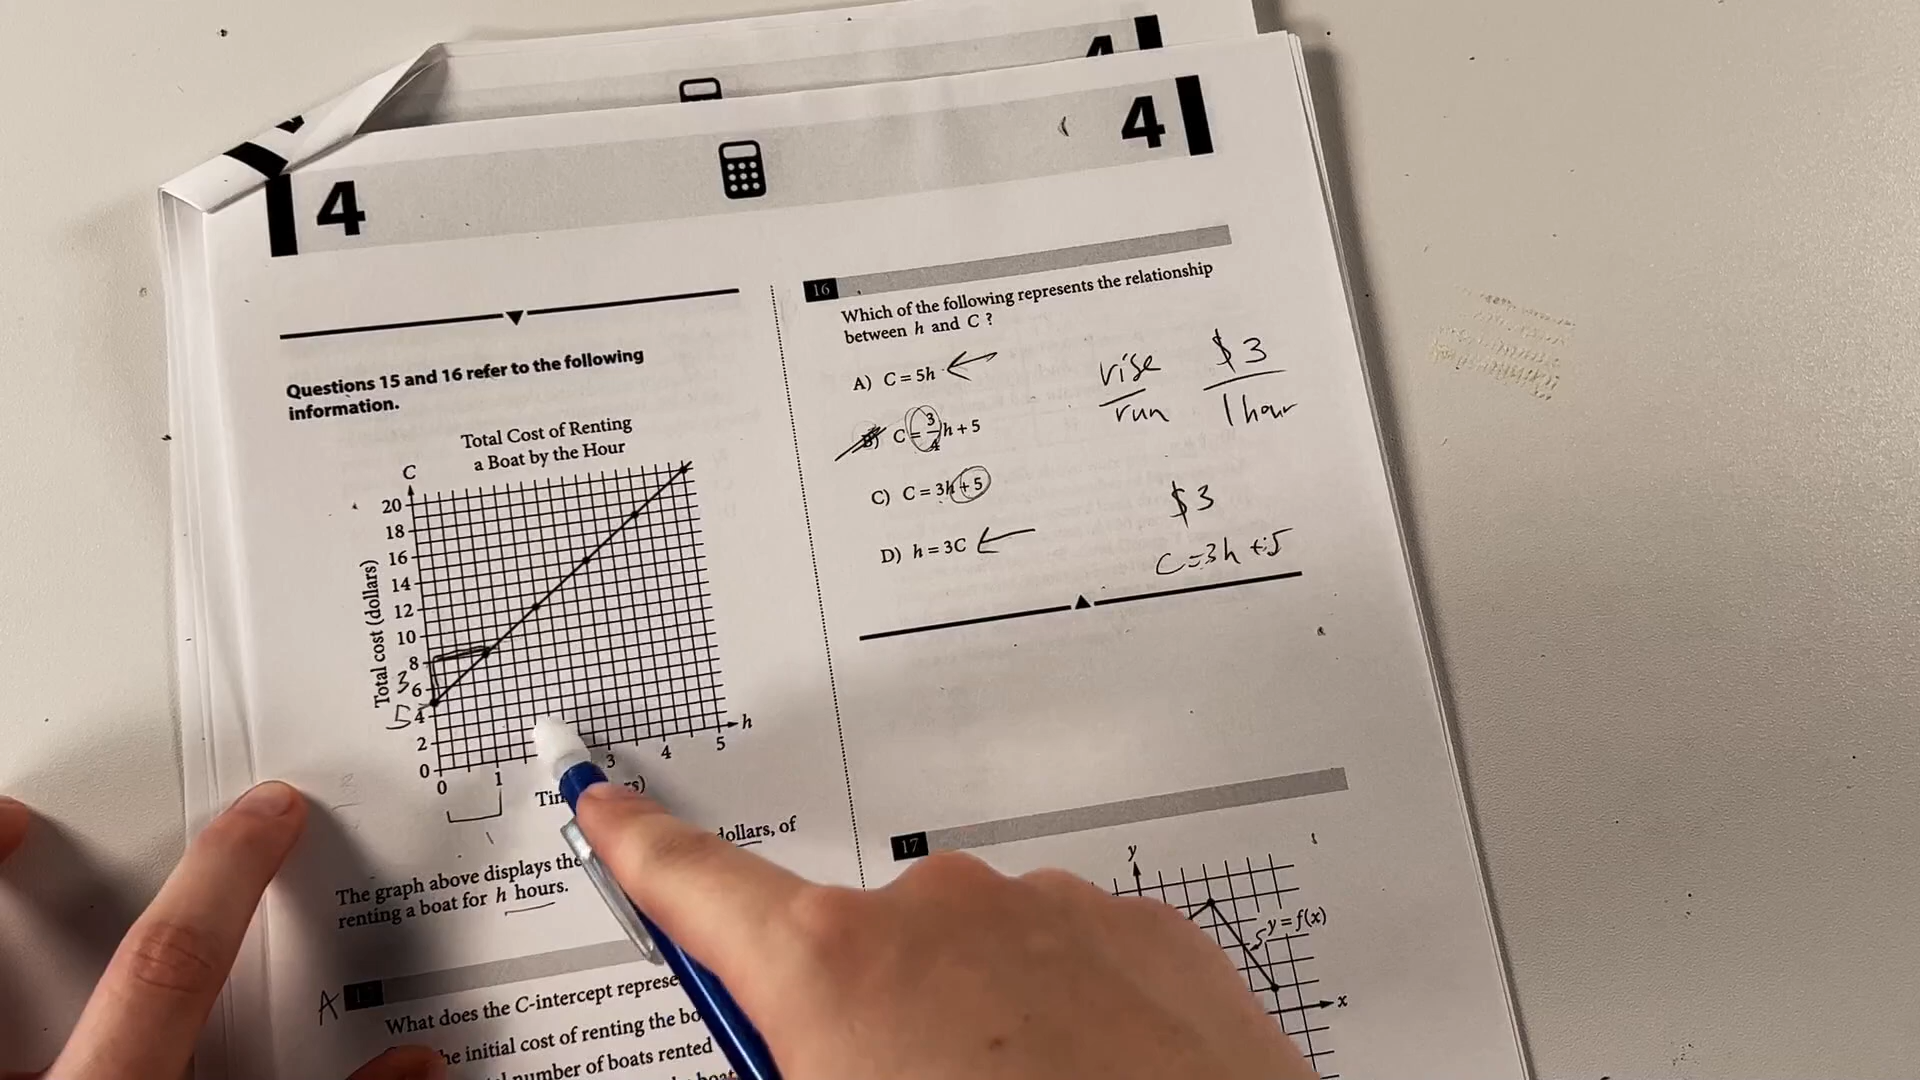 4
4
4
Questions 15 and 16 refer to the following
information.
Total Cost of Renting
a Boat by the Hour
C
Total cost (dollars)
20
18
16
14
12
10
8
6
4
2
0
3
5
0
1
3
4
5
h
The graph above displays the
dollars, of
renting a boat for h hours.
A
What does the C-intercept
initial cost of renting the
number of boats rented
16
Which of the following represents the relationship
between h and C ?
A) C = 5h
B) C = 3/4 h + 5
C) C = 3h + 5
D) h = 3C
rise
run
$3
1 hour
$3
C = 3h + 5
17
y
5
y = f(x)
x